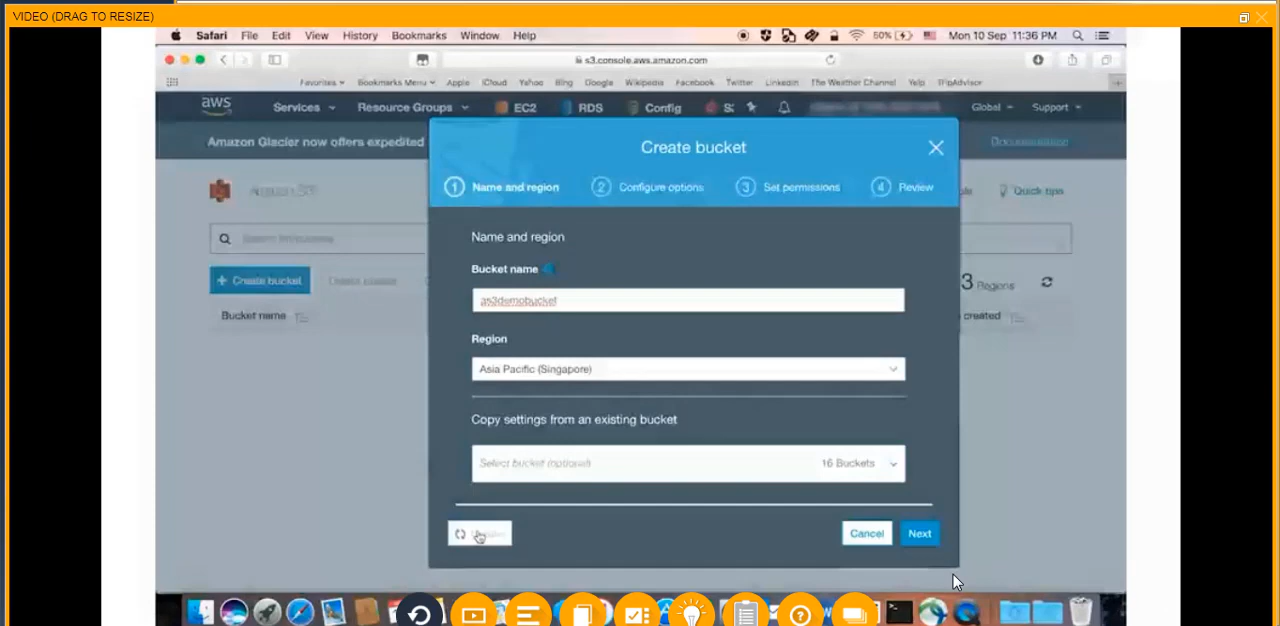 VIDEO (DRAG TO RESIZE)
Safari File Edit View History Bookmarks Window Help 50% Mon 10 Sep 11:36 PM
s3.console.aws.amazon.com
Favorites Bookmarks Menu Apple iCloud Yahoo Bing Google Wikipedia Facebook Twitter LinkedIn The Weather Channel Yelp TripAdvisor
aws Services Resource Groups EC2 RDS Config Global Support
Amazon Glacier now offers expedited Documentation
Create bucket
1 Name and region 2 Configure options 3 Set permissions 4 Review
Amazon S3 Quick tips
Name and region
Bucket name
+ Create bucket 3 Regions
as3demobucket
Bucket name created
Region
Asia Pacific (Singapore)
Copy settings from an existing bucket
Select bucket (optional) 16 Buckets
Cancel Next